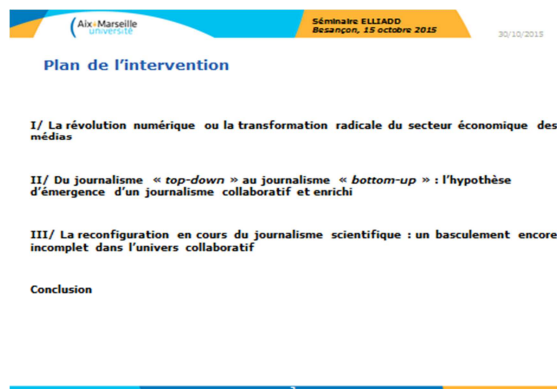 Aix+Marseille
université
Séminaire ELLIADD
Besançon, 15 octobre 2015
30/10/2015
Plan de l'intervention
I/ La révolution numérique ou la transformation radicale du secteur économique des
médias
II/ Du journalisme « top-down » au journalisme « bottom-up » : l'hypothèse
d'émergence d'un journalisme collaboratif et enrichi
III/ La reconfiguration en cours du journalisme scientifique : un basculement encore
incomplet dans l'univers collaboratif
Conclusion